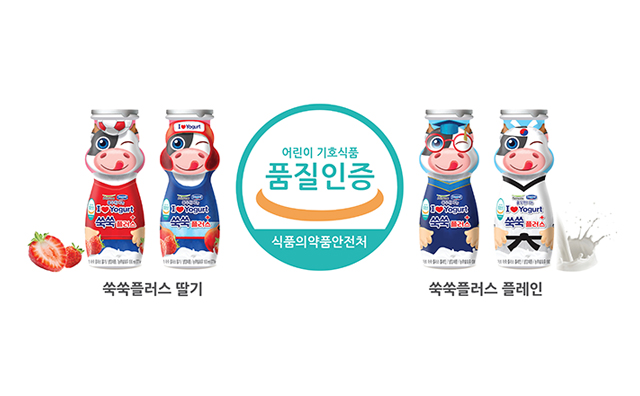 I ♥ Yogurt
어린이 기호식품
품질인증
식품의약품안전처
I ♥ Yogurt
쑥쑥플러스
I ♥ Yogurt
쑥쑥플러스
I ♥ Yogurt
쑥쑥플러스
I ♥ Yogurt
쑥쑥플러스
쑥쑥플러스 딸기
쑥쑥플러스 플레인